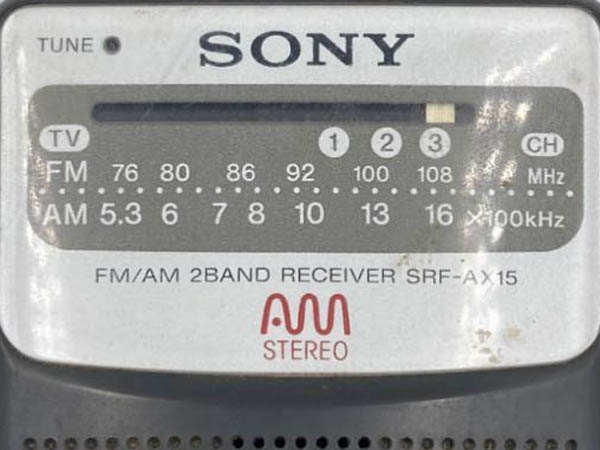 TUNE SONY
TV 1 2 3 CH
FM 76 80 86 92 100 108 MHz
AM 5.3 6 7 8 10 13 16 ×100kHz
FM/AM 2BAND RECEIVER SRF-AX15
AM
STEREO